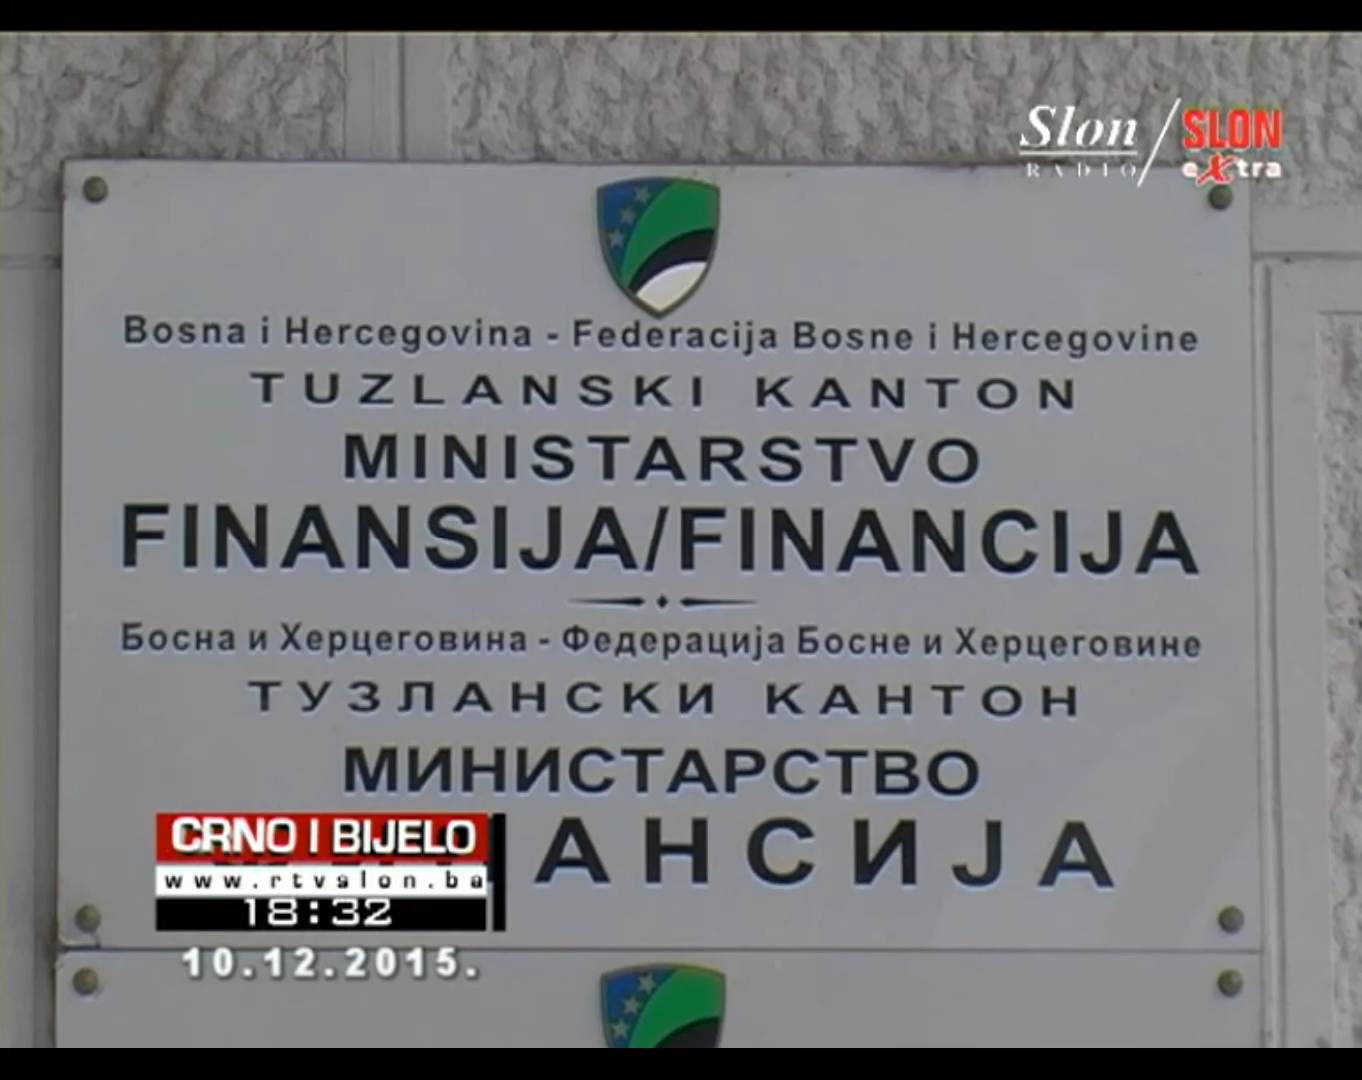 Slon / SLON
RADIO eXtra
Bosna i Hercegovina - Federacija Bosne i Hercegovine
TUZLANSKI KANTON
MINISTARSTVO
FINANSIJA/FINANCIJA
Босна и Херцеговина - Федерација Босне и Херцеговине
ТУЗЛАНСКИ КАНТОН
МИНИСТАРСТВО
АНСИЈА
CRNO I BIJELO
www.rtvslon.ba
18:32
10.12.2015.